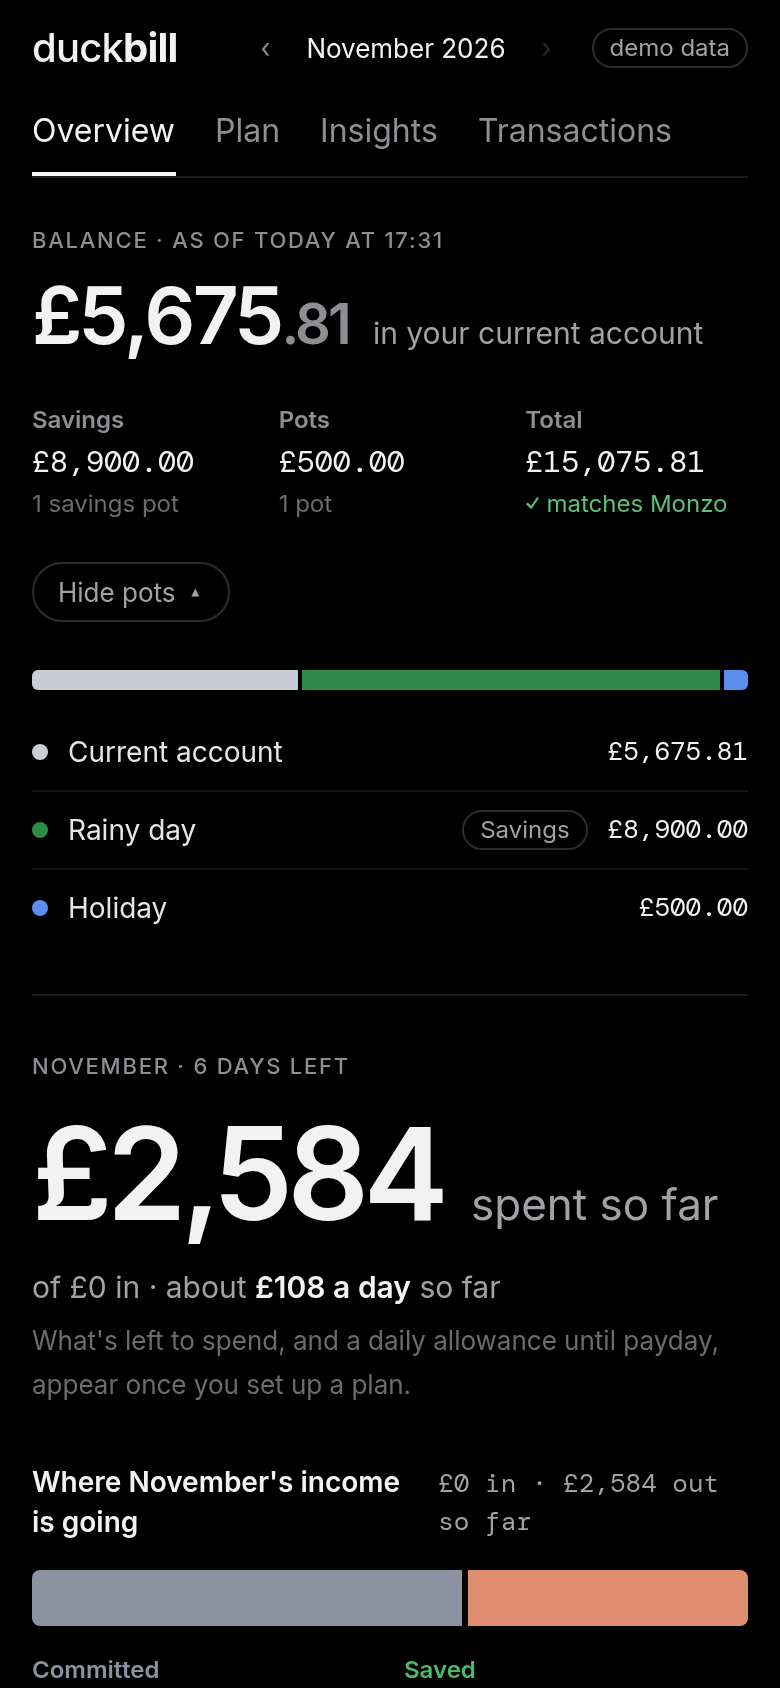 duckbill
‹ November 2026 › demo data
Overview Plan Insights Transactions
BALANCE · AS OF TODAY AT 17:31
£5,675.81 in your current account
Savings Pots Total
£8,900.00 £500.00 £15,075.81
1 savings pot 1 pot ✓ matches Monzo
Hide pots ▲
Current account £5,675.81
Rainy day Savings £8,900.00
Holiday £500.00
NOVEMBER · 6 DAYS LEFT
£2,584 spent so far
of £0 in · about £108 a day so far
What's left to spend, and a daily allowance until payday,
appear once you set up a plan.
Where November's income
is going
£0 in · £2,584 out
so far
Committed Saved